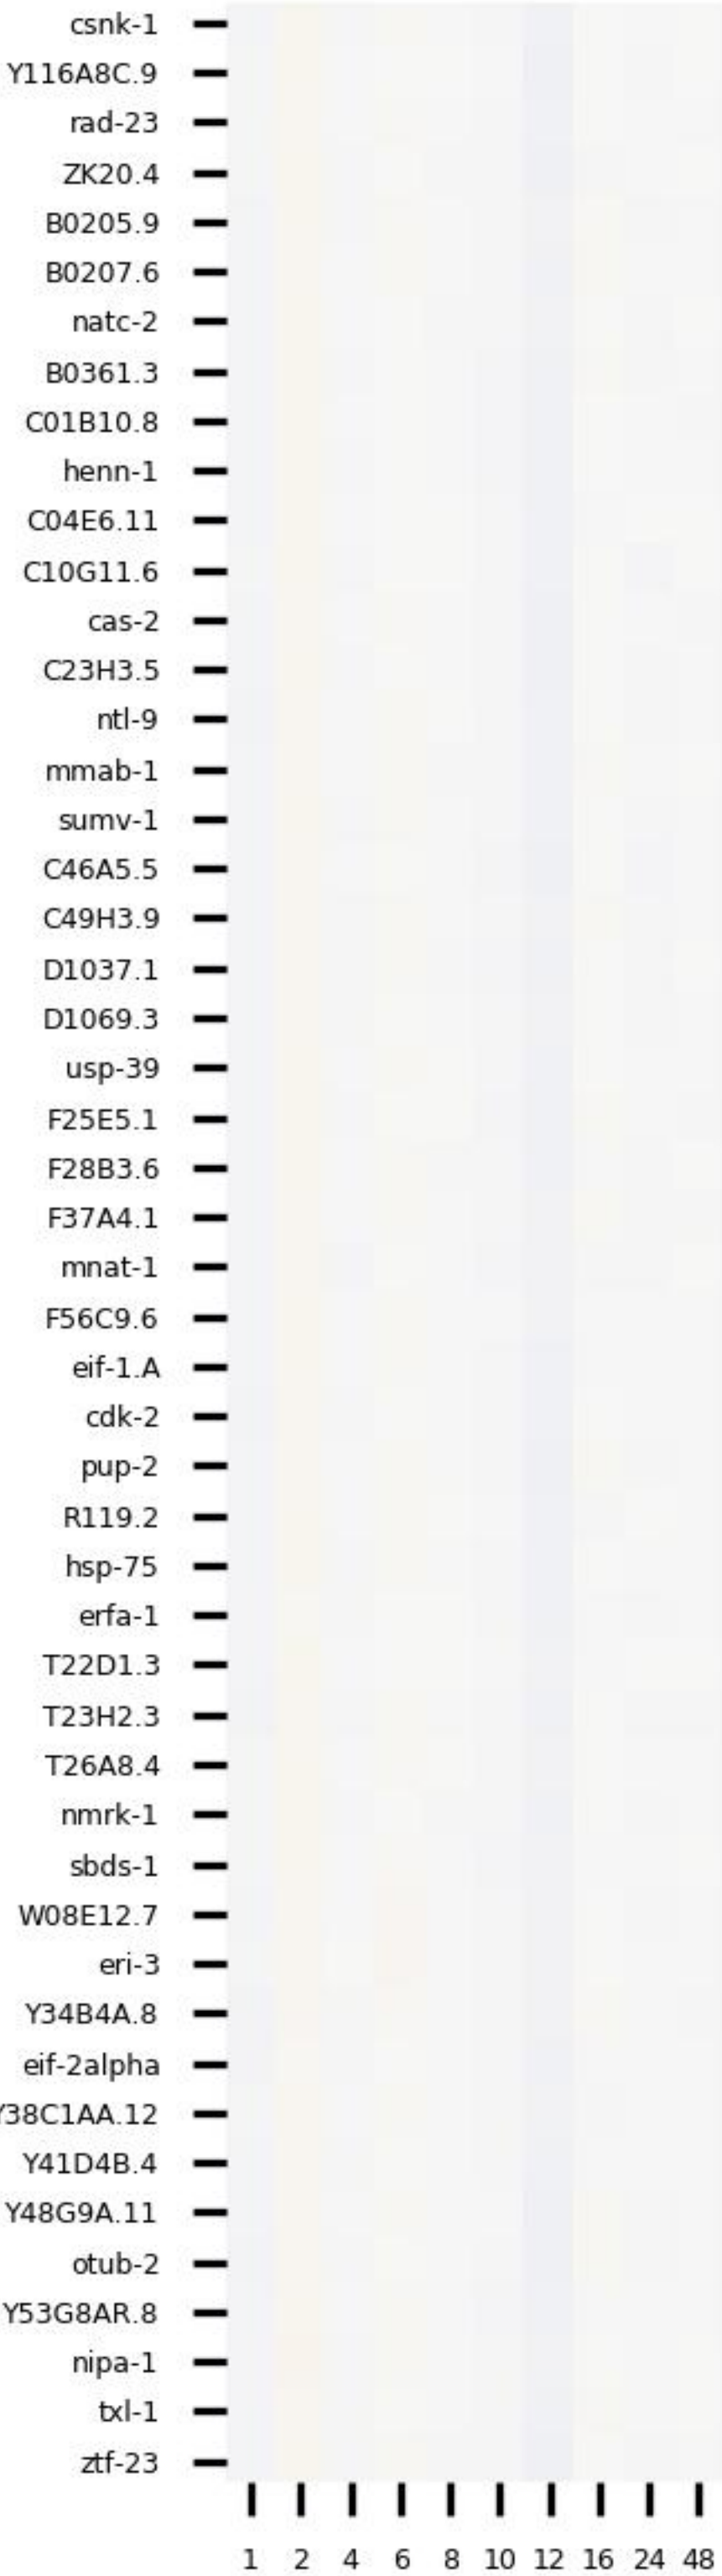 csnk-1
Y116A8C.9
rad-23
ZK20.4
B0205.9
B0207.6
natc-2
B0361.3
C01B10.8
henn-1
C04E6.11
C10G11.6
cas-2
C23H3.5
ntl-9
mmab-1
sumv-1
C46A5.5
C49H3.9
D1037.1
D1069.3
usp-39
F25E5.1
F28B3.6
F37A4.1
mnat-1
F56C9.6
eif-1.A
cdk-2
pup-2
R119.2
hsp-75
erfa-1
T22D1.3
T23H2.3
T26A8.4
nmrk-1
sbds-1
W08E12.7
eri-3
Y34B4A.8
eif-2alpha
Y38C1AA.12
Y41D4B.4
Y48G9A.11
otub-2
Y53G8AR.8
nipa-1
txl-1
ztf-23
1 2 4 6 8 10 12 16 24 48